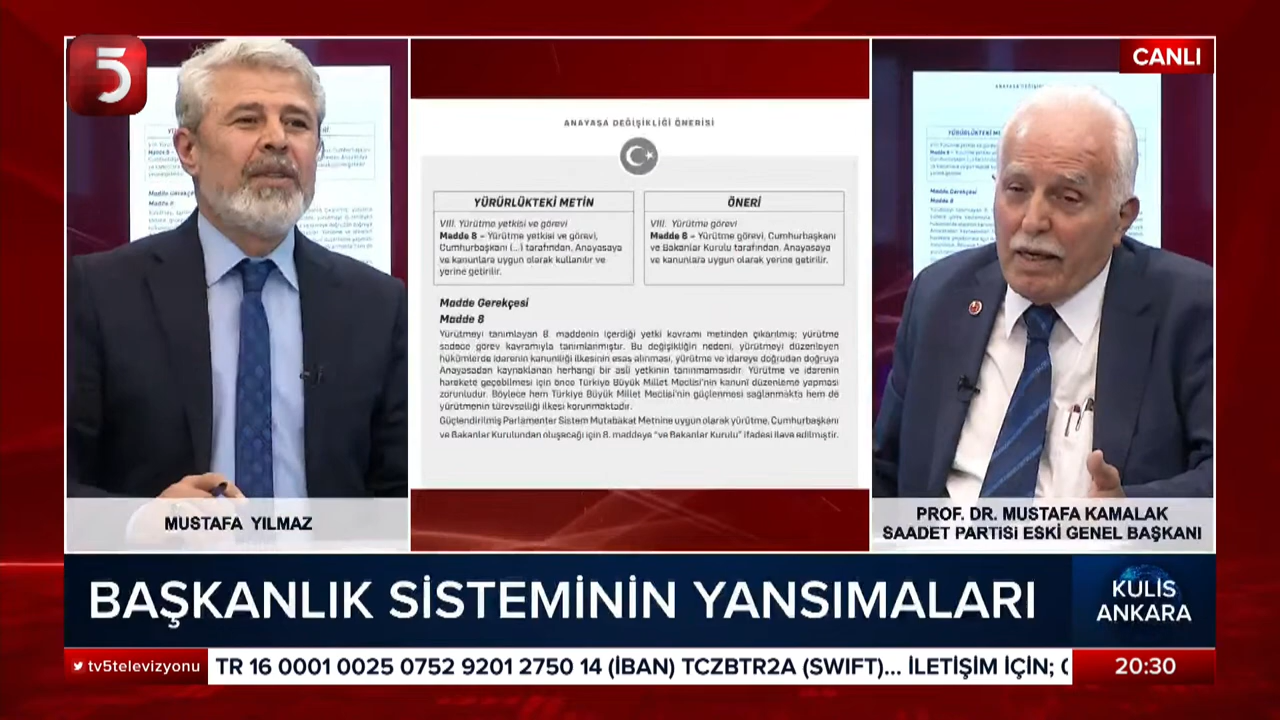 5
CANLI
ANAYASA DEĞİŞİKLİĞİ ÖNERİSİ
YÜRÜRLÜKTEKİ METİN
VIII. Yürütme yetkisi ve görevi
Madde 8 – Yürütme yetkisi ve görevi,
Cumhurbaşkanı (...) tarafından, Anayasaya
ve kanunlara uygun olarak kullanılır ve
yerine getirilir.
ÖNERİ
VIII. Yürütme görevi
Madde 8 – Yürütme görevi, Cumhurbaşkanı
ve Bakanlar Kurulu tarafından, Anayasaya
ve kanunlara uygun olarak yerine getirilir.
Madde Gerekçesi
Madde 8
Yürütmeyi tanımlayan 8. maddenin içerdiği yetki kavramı metinden çıkarılmış; yürütme
sadece görev kavramıyla tanımlanmıştır. Bu değişikliğin nedeni, yürütmeyi düzenleyen
hükümlerde idarenin kanuniliği ilkesinin esas alınması, yürütme ve idareye doğrudan doğruya
Anayasadan kaynaklanan herhangi bir asli yetkinin tanınmamasıdır. Yürütme ve idarenin
harekete geçebilmesi için önce Türkiye Büyük Millet Meclisi'nin kanunî düzenleme yapması
zorunludur. Böylece hem Türkiye Büyük Millet Meclisi'nin güçlenmesi sağlanmakta hem de
yürütmenin türevselliği ilkesi korunmaktadır.
Güçlendirilmiş Parlamenter Sistem Mutabakat Metnine uygun olarak yürütme, Cumhurbaşkanı
ve Bakanlar Kurulundan oluşacağı için 8. maddeye "ve Bakanlar Kurulu" ifadesi ilave edilmiştir.
MUSTAFA YILMAZ
PROF. DR. MUSTAFA KAMALAK
SAADET PARTISI ESKİ GENEL BAŞKANI
BAŞKANLIK SİSTEMİNİN YANSIMALARI
KULİS
ANKARA
tv5televizyonu
TR 16 0001 0025 0752 9201 2750 14 (İBAN) TCZBTR2A (SWIFT)... İLETİŞİM İÇİN;
20:30